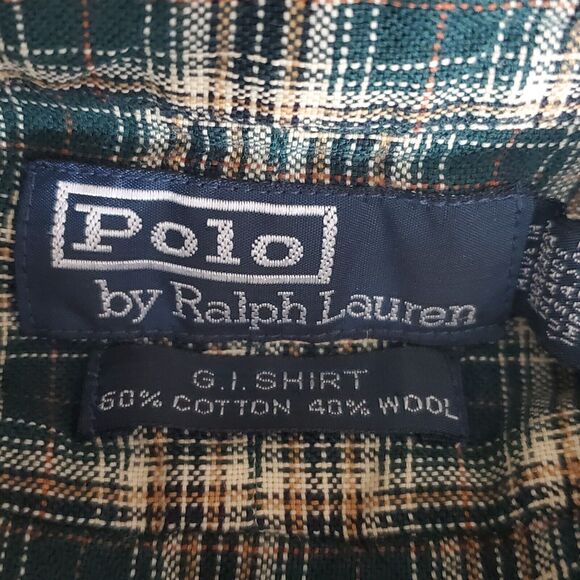 Polo
by Ralph Lauren
G.I. SHIRT
60% COTTON 40% WOOL